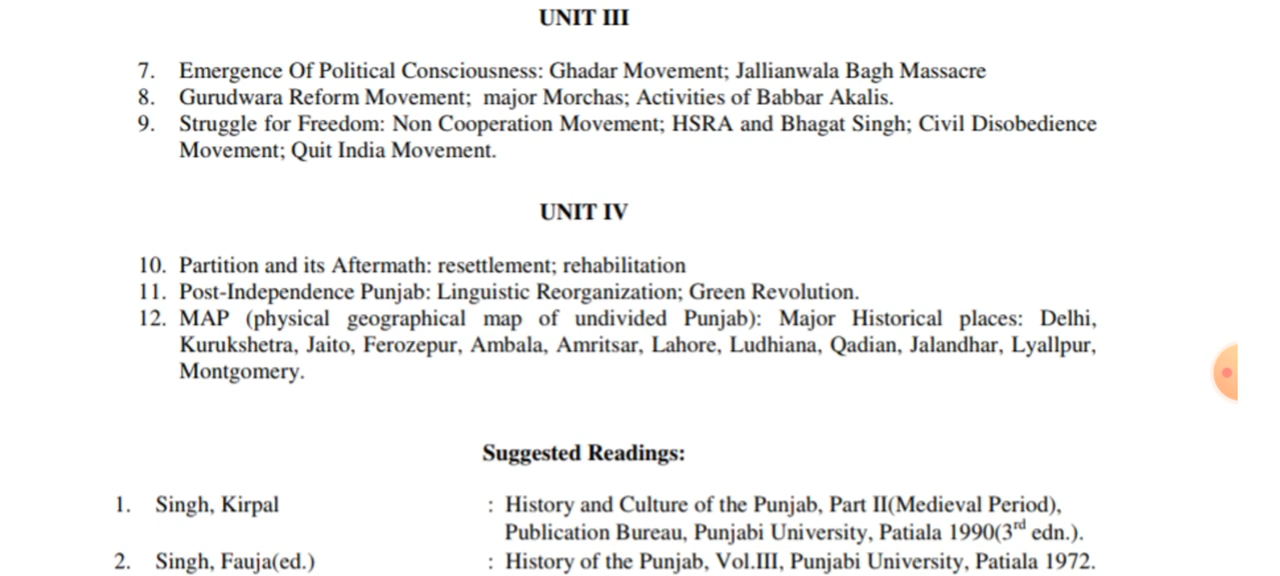 UNIT III
7. Emergence Of Political Consciousness: Ghadar Movement; Jallianwala Bagh Massacre
8. Gurudwara Reform Movement; major Morchas; Activities of Babbar Akalis.
9. Struggle for Freedom: Non Cooperation Movement; HSRA and Bhagat Singh; Civil Disobedience
Movement; Quit India Movement.
UNIT IV
10. Partition and its Aftermath: resettlement; rehabilitation
11. Post-Independence Punjab: Linguistic Reorganization; Green Revolution.
12. MAP (physical geographical map of undivided Punjab): Major Historical places: Delhi,
Kurukshetra, Jaito, Ferozepur, Ambala, Amritsar, Lahore, Ludhiana, Qadian, Jalandhar, Lyallpur,
Montgomery.
Suggested Readings:
1. Singh, Kirpal : History and Culture of the Punjab, Part II(Medieval Period),
Publication Bureau, Punjabi University, Patiala 1990(3rd edn.).
2. Singh, Fauja(ed.) : History of the Punjab, Vol.III, Punjabi University, Patiala 1972.